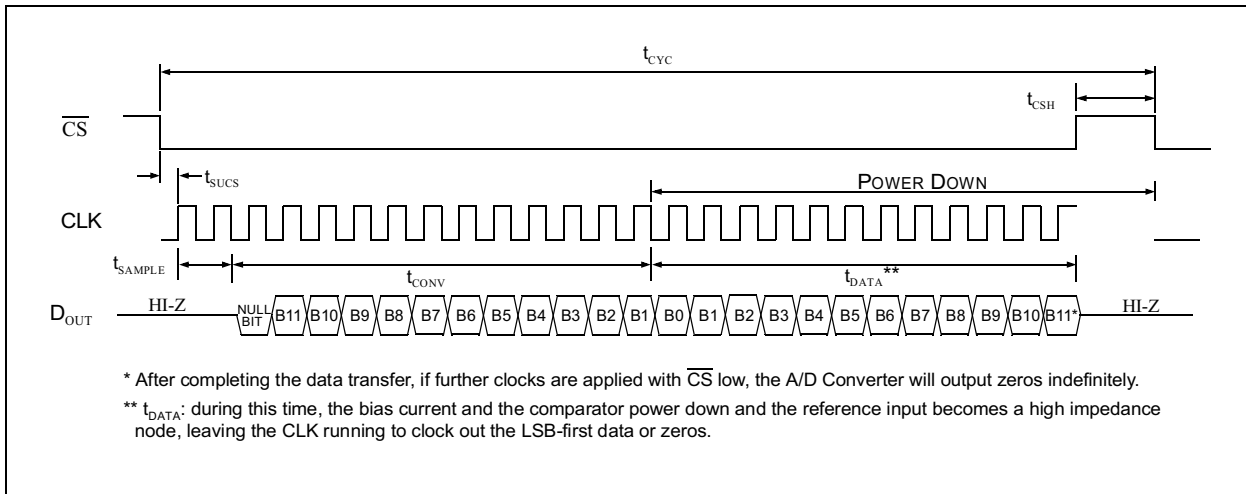 tCYC
tCSH
CS
tSUCS
POWER DOWN
CLK
tSAMPLE
tCONV
tDATA**
DOUT
HI-Z
NULL BIT B11 B10 B9 B8 B7 B6 B5 B4 B3 B2 B1 B0 B1 B2 B3 B4 B5 B6 B7 B8 B9 B10 B11*
HI-Z
* After completing the data transfer, if further clocks are applied with CS low, the A/D Converter will output zeros indefinitely.
** tDATA: during this time, the bias current and the comparator power down and the reference input becomes a high impedance
node, leaving the CLK running to clock out the LSB-first data or zeros.